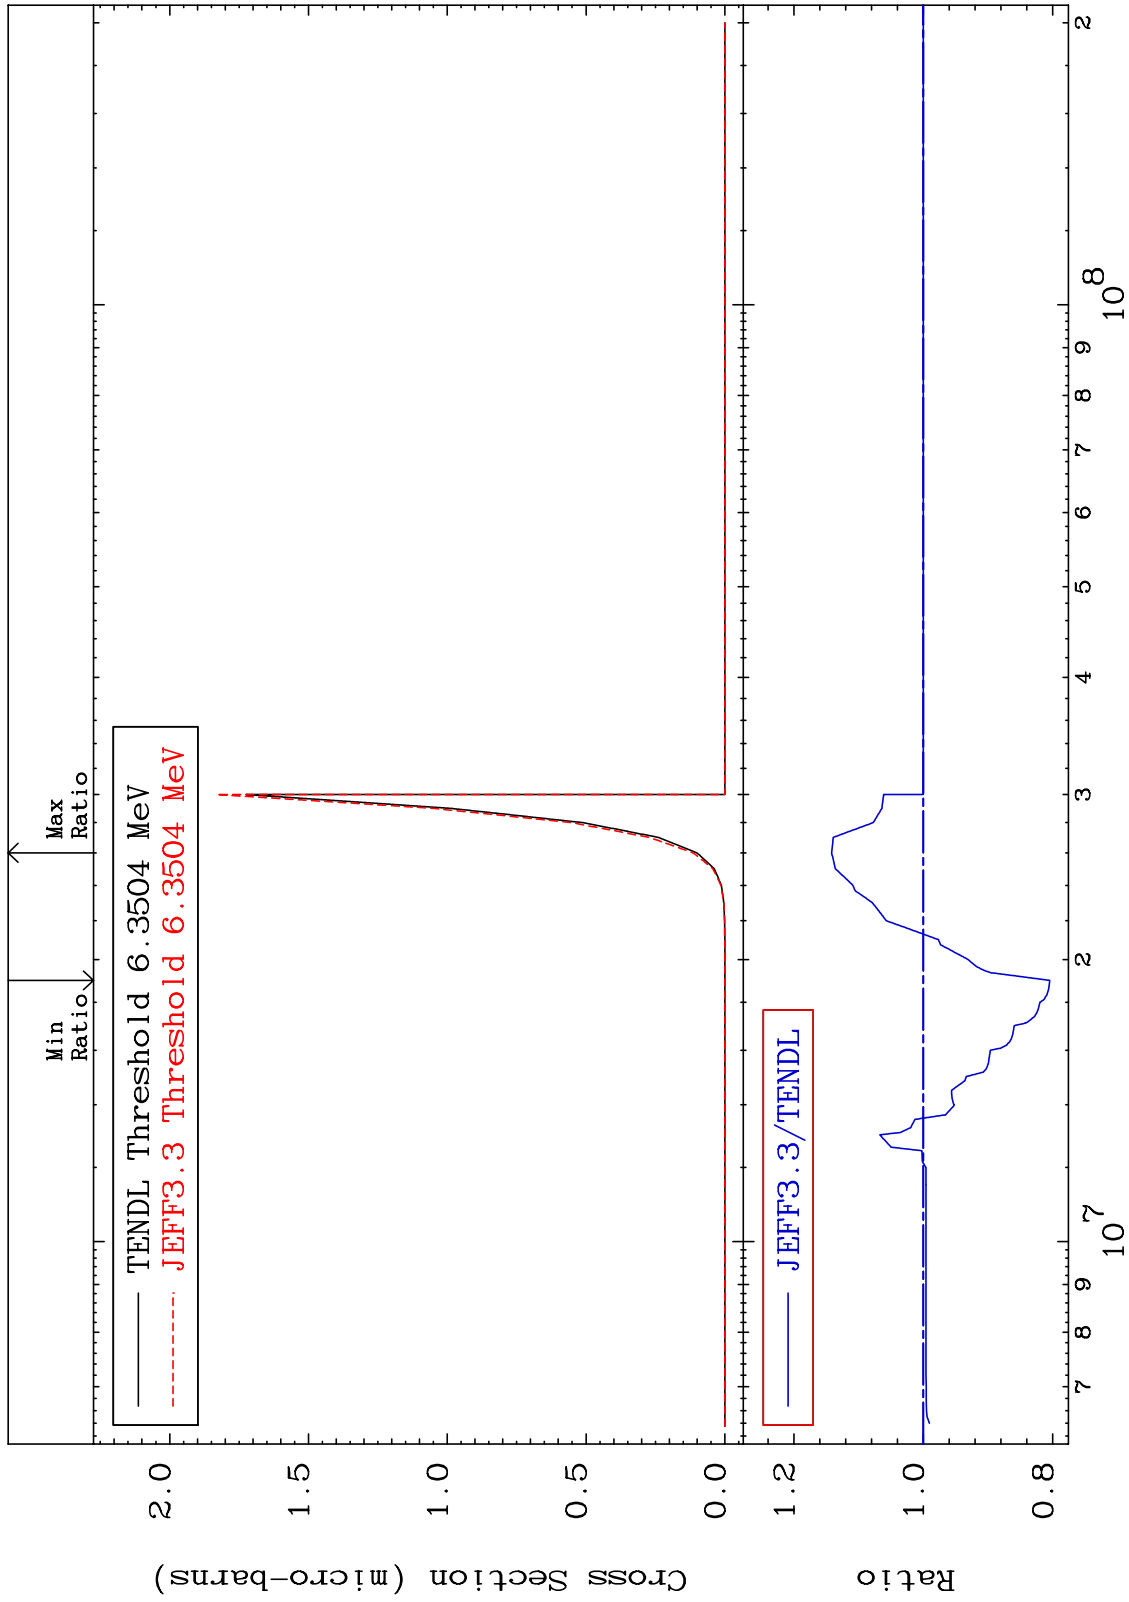 Min
Ratio
Max
Ratio
TENDL Threshold 6.3504 MeV
JEFF3.3 Threshold 6.3504 MeV
Cross Section (micro-barns)
2.0
1.5
1.0
0.5
0.0
JEFF3.3/TENDL
Ratio
1.2
1.0
0.8
7 8 9 2 3 4 5 6 7 8 9 2
10 7 10 8